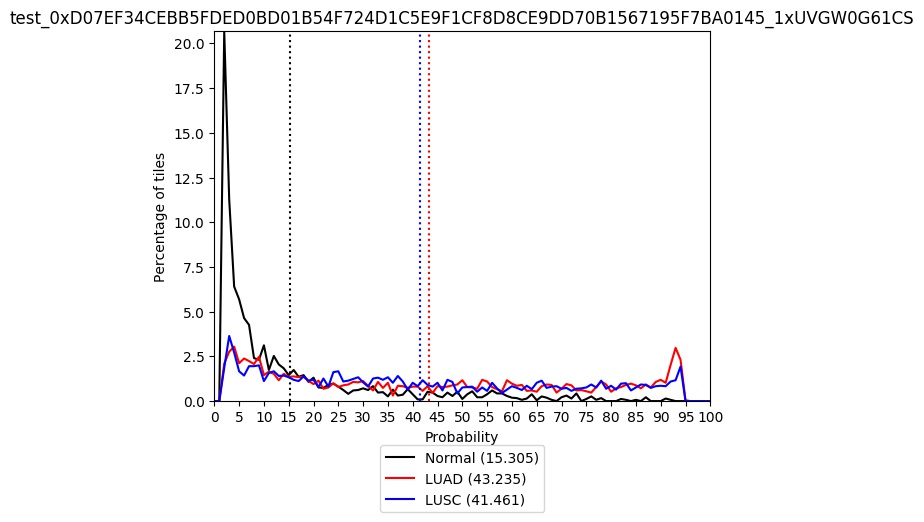 test_0xD07EF34CEBB5FDED0BD01B54F724D1C5E9F1CF8D8CE9DD70B1567195F7BA0145_1xUVGW0G61CS
20.0
17.5
15.0
12.5
10.0
7.5
5.0
2.5
0.0
Percentage of tiles
0 5 10 15 20 25 30 35 40 45 50 55 60 65 70 75 80 85 90 95 100
Probability
Normal (15.305)
LUAD (43.235)
LUSC (41.461)